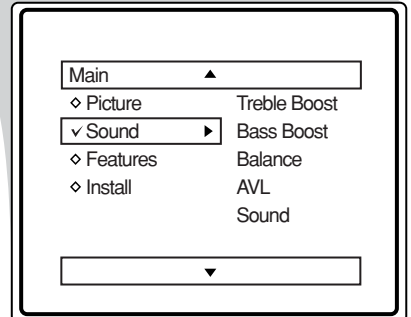 Main
Picture Treble Boost
Sound Bass Boost
Features Balance
Install AVL
Sound